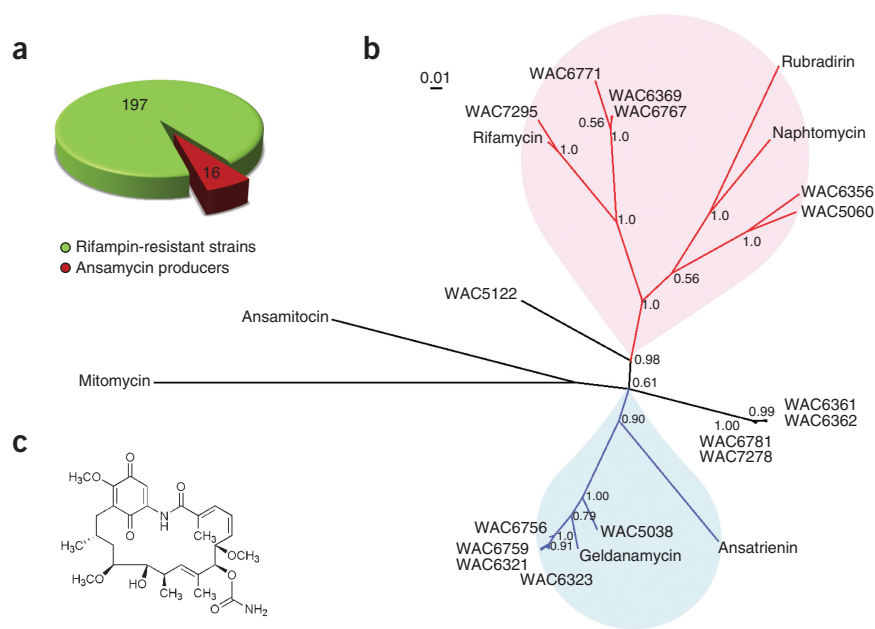 a
197
16
Rifampin-resistant strains
Ansamycin producers
b
0.01
Rubradirin
WAC6771
WAC6369
WAC6767
WAC7295
Rifamycin
0.56
1.0
1.0
Naphtomycin
WAC6356
WAC5060
1.0
1.0
1.0
0.56
1.0
WAC5122
Ansamitocin
0.98
Mitomycin
0.61
0.99
WAC6361
WAC6362
1.00
WAC6781
WAC7278
0.90
1.00
0.79
WAC6756
1.0
WAC5038
WAC6759
0.91
Geldanamycin
Ansatrienin
WAC6321
WAC6323
c
O
H₃CO
O
O
N
H
CH₃
H₃C
OCH₃
H₃CO
HO
CH₃
CH₃
O
O
NH₂